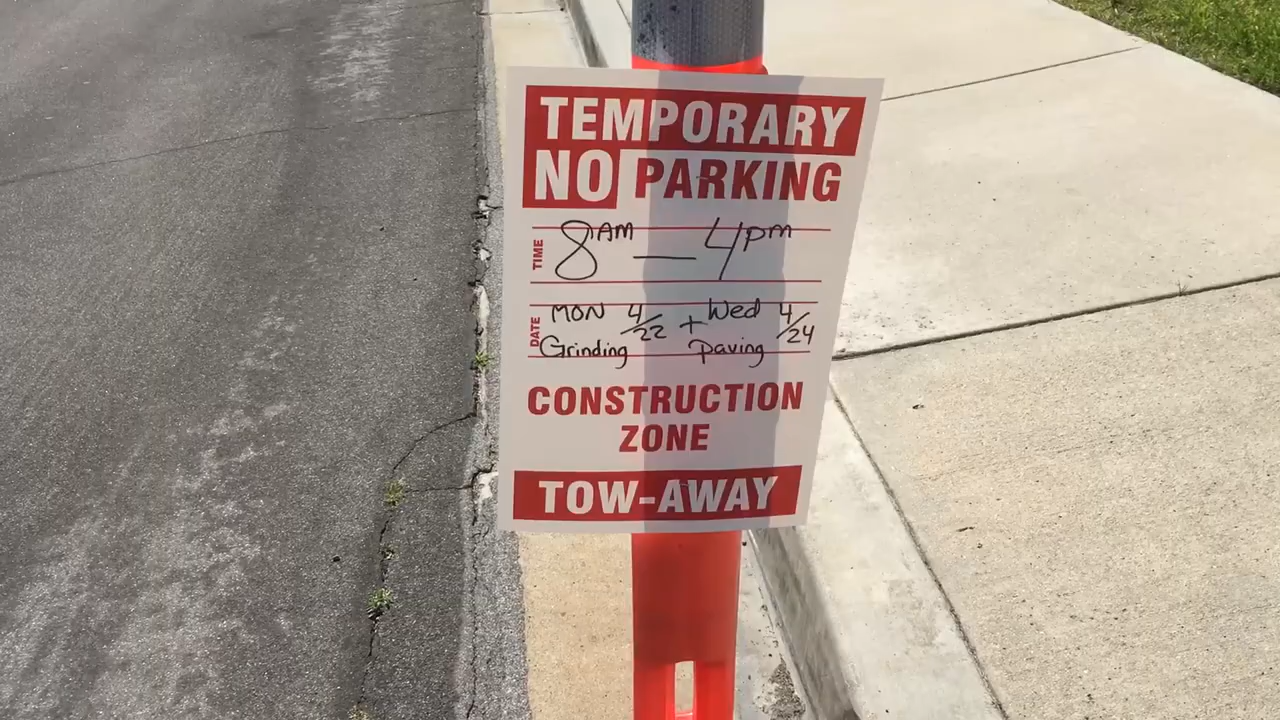 TEMPORARY
NO PARKING
TIME 8AM — 4pm
DATE MON 4/22 + Wed 4/24
Grinding Paving
CONSTRUCTION
ZONE
TOW-AWAY